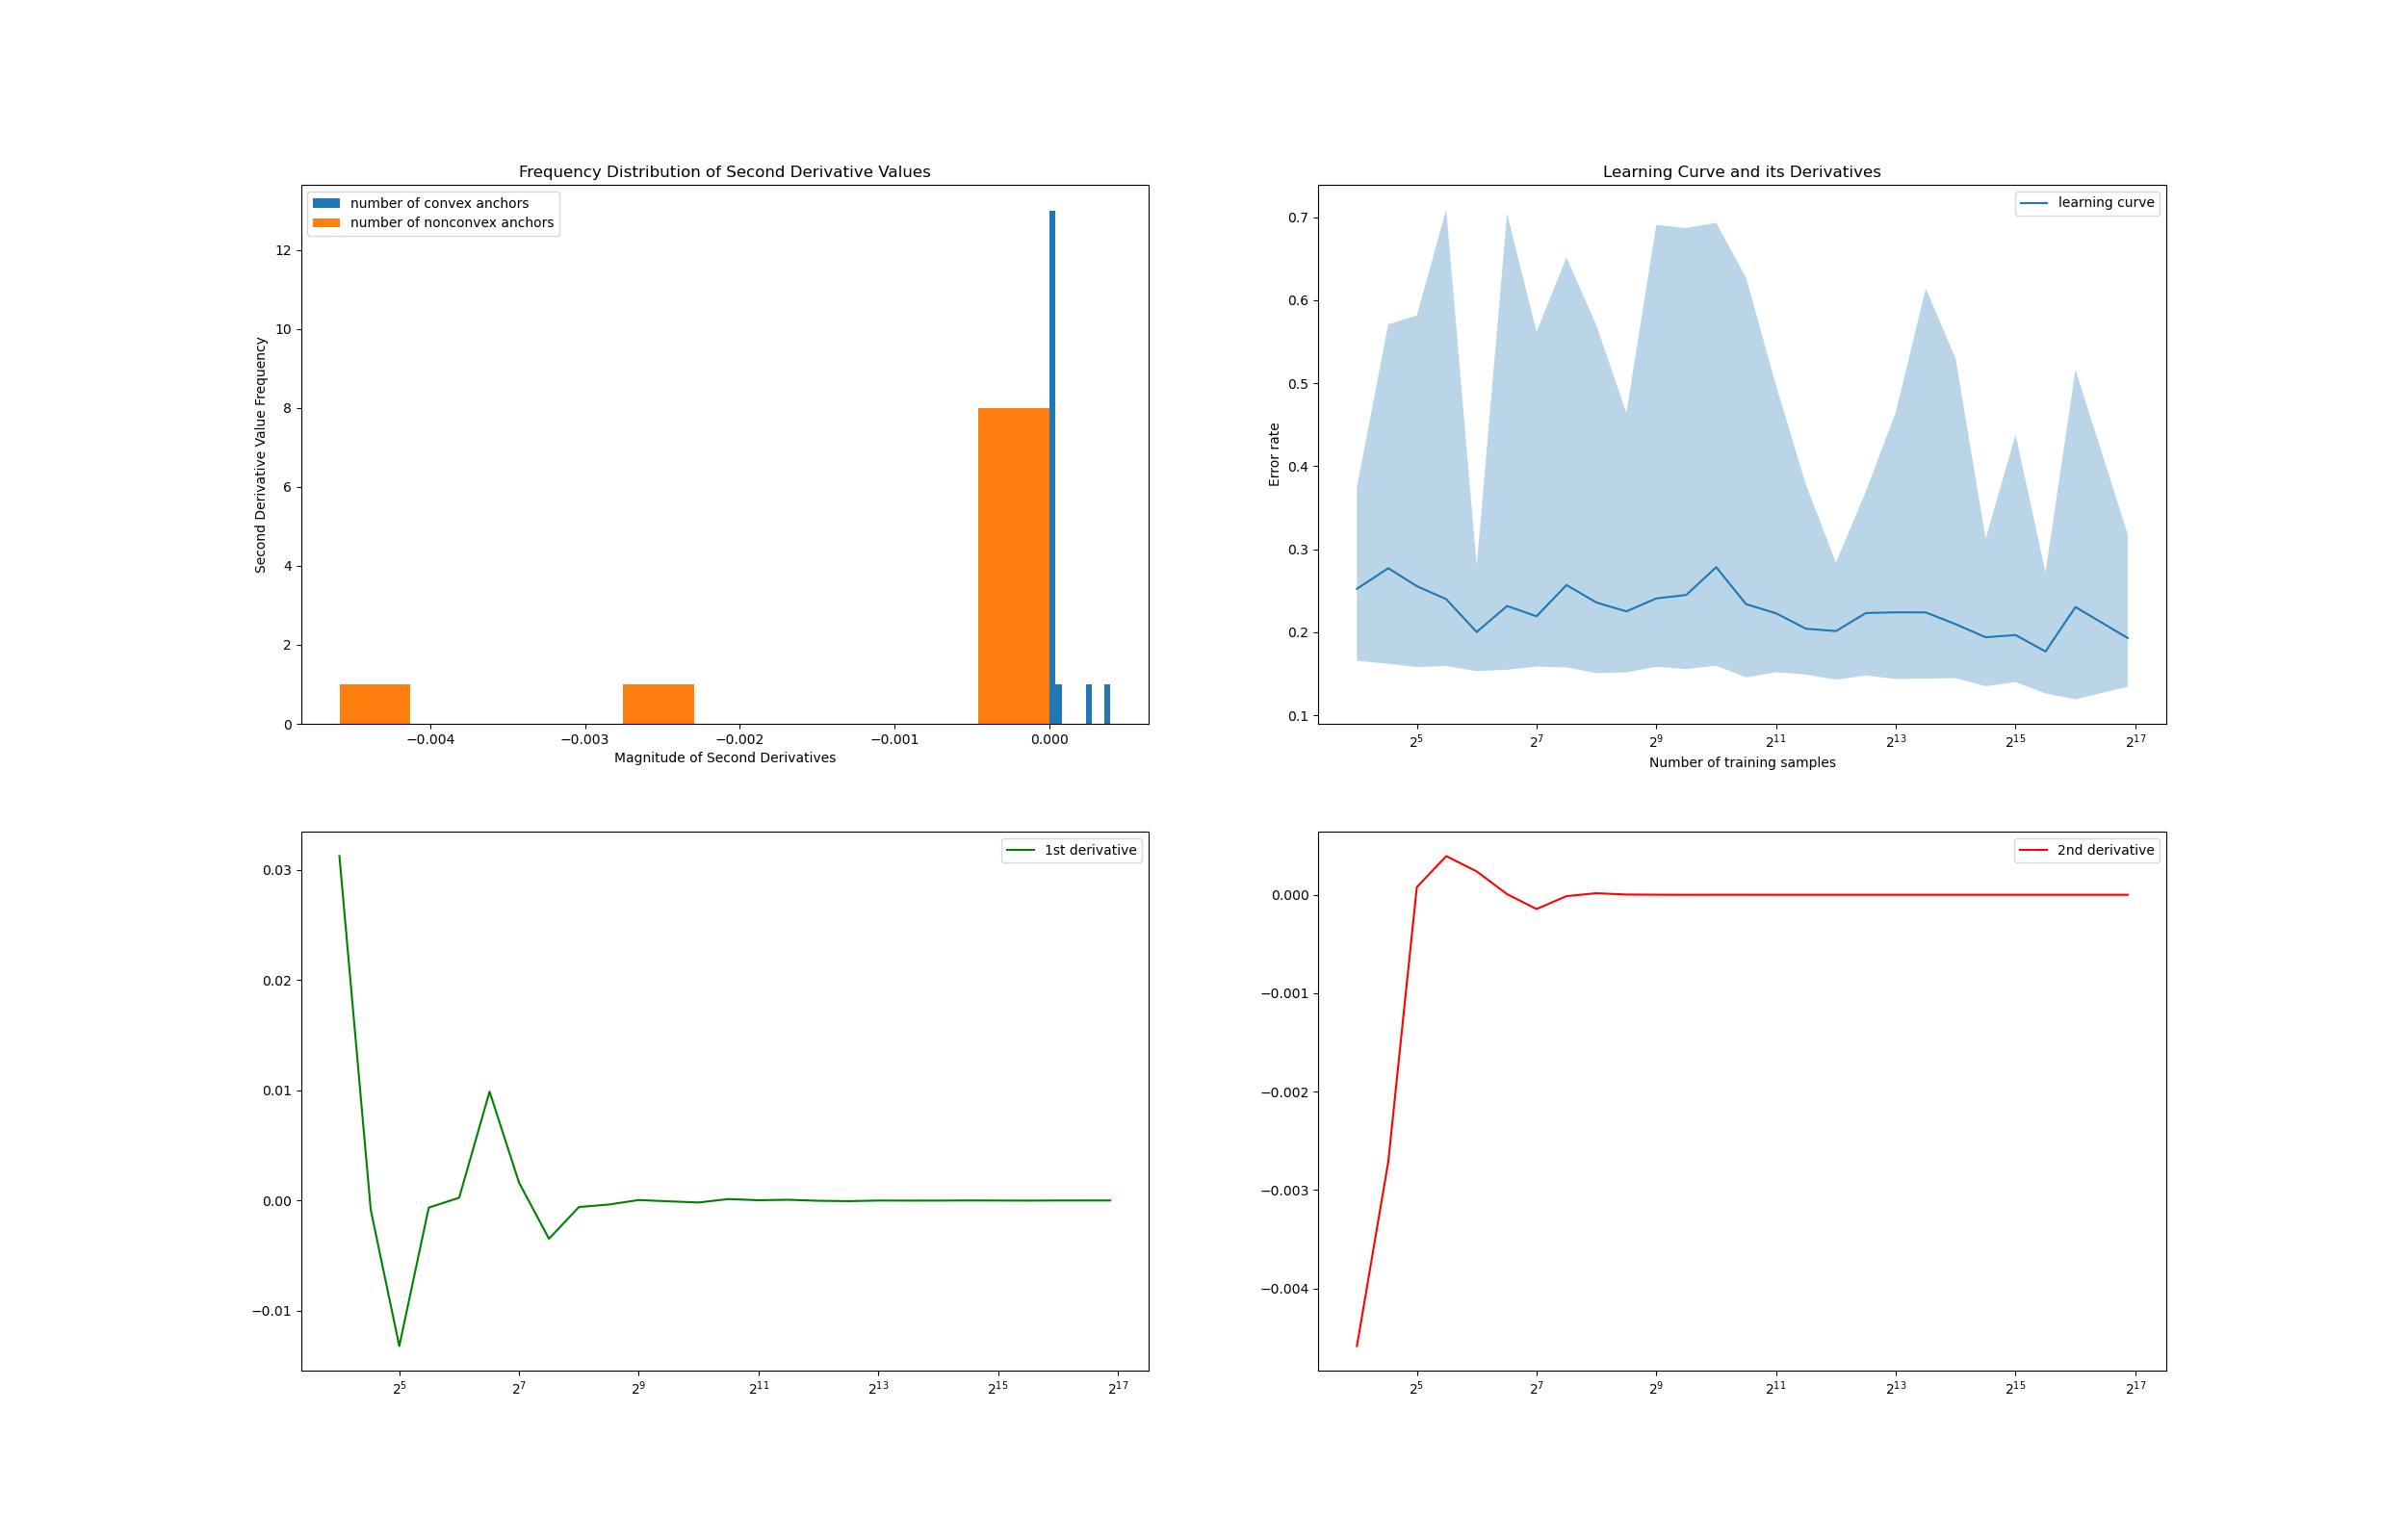 Frequency Distribution of Second Derivative Values
number of convex anchors
number of nonconvex anchors
12
10
8
6
4
2
0
Second Derivative Value Frequency
−0.004 −0.003 −0.002 −0.001 0.000
Magnitude of Second Derivatives
Learning Curve and its Derivatives
learning curve
0.7
0.6
0.5
0.4
0.3
0.2
0.1
Error rate
2^5 2^7 2^9 2^11 2^13 2^15 2^17
Number of training samples
1st derivative
0.03
0.02
0.01
0.00
−0.01
2^5 2^7 2^9 2^11 2^13 2^15 2^17
2nd derivative
0.000
−0.001
−0.002
−0.003
−0.004
2^5 2^7 2^9 2^11 2^13 2^15 2^17